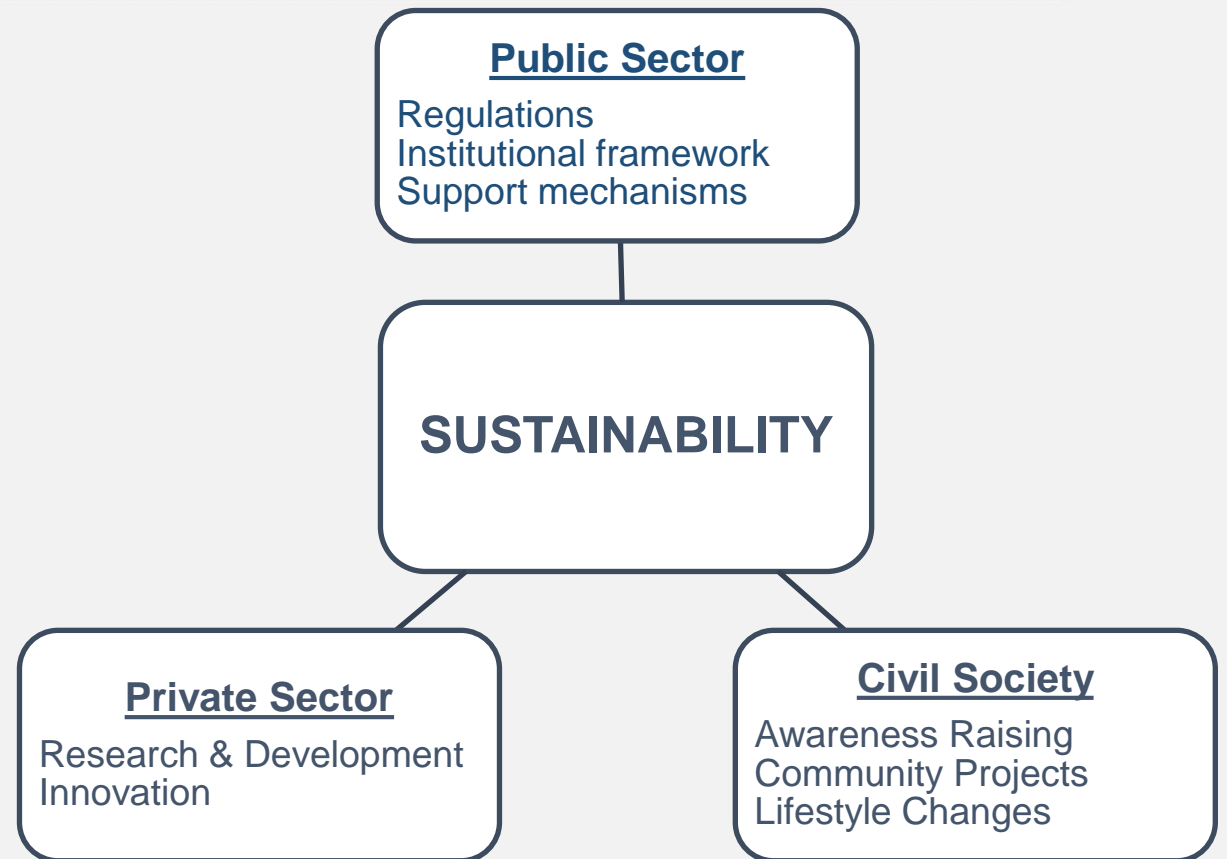 Public Sector
Regulations
Institutional framework
Support mechanisms
SUSTAINABILITY
Private Sector
Research & Development
Innovation
Civil Society
Awareness Raising
Community Projects
Lifestyle Changes